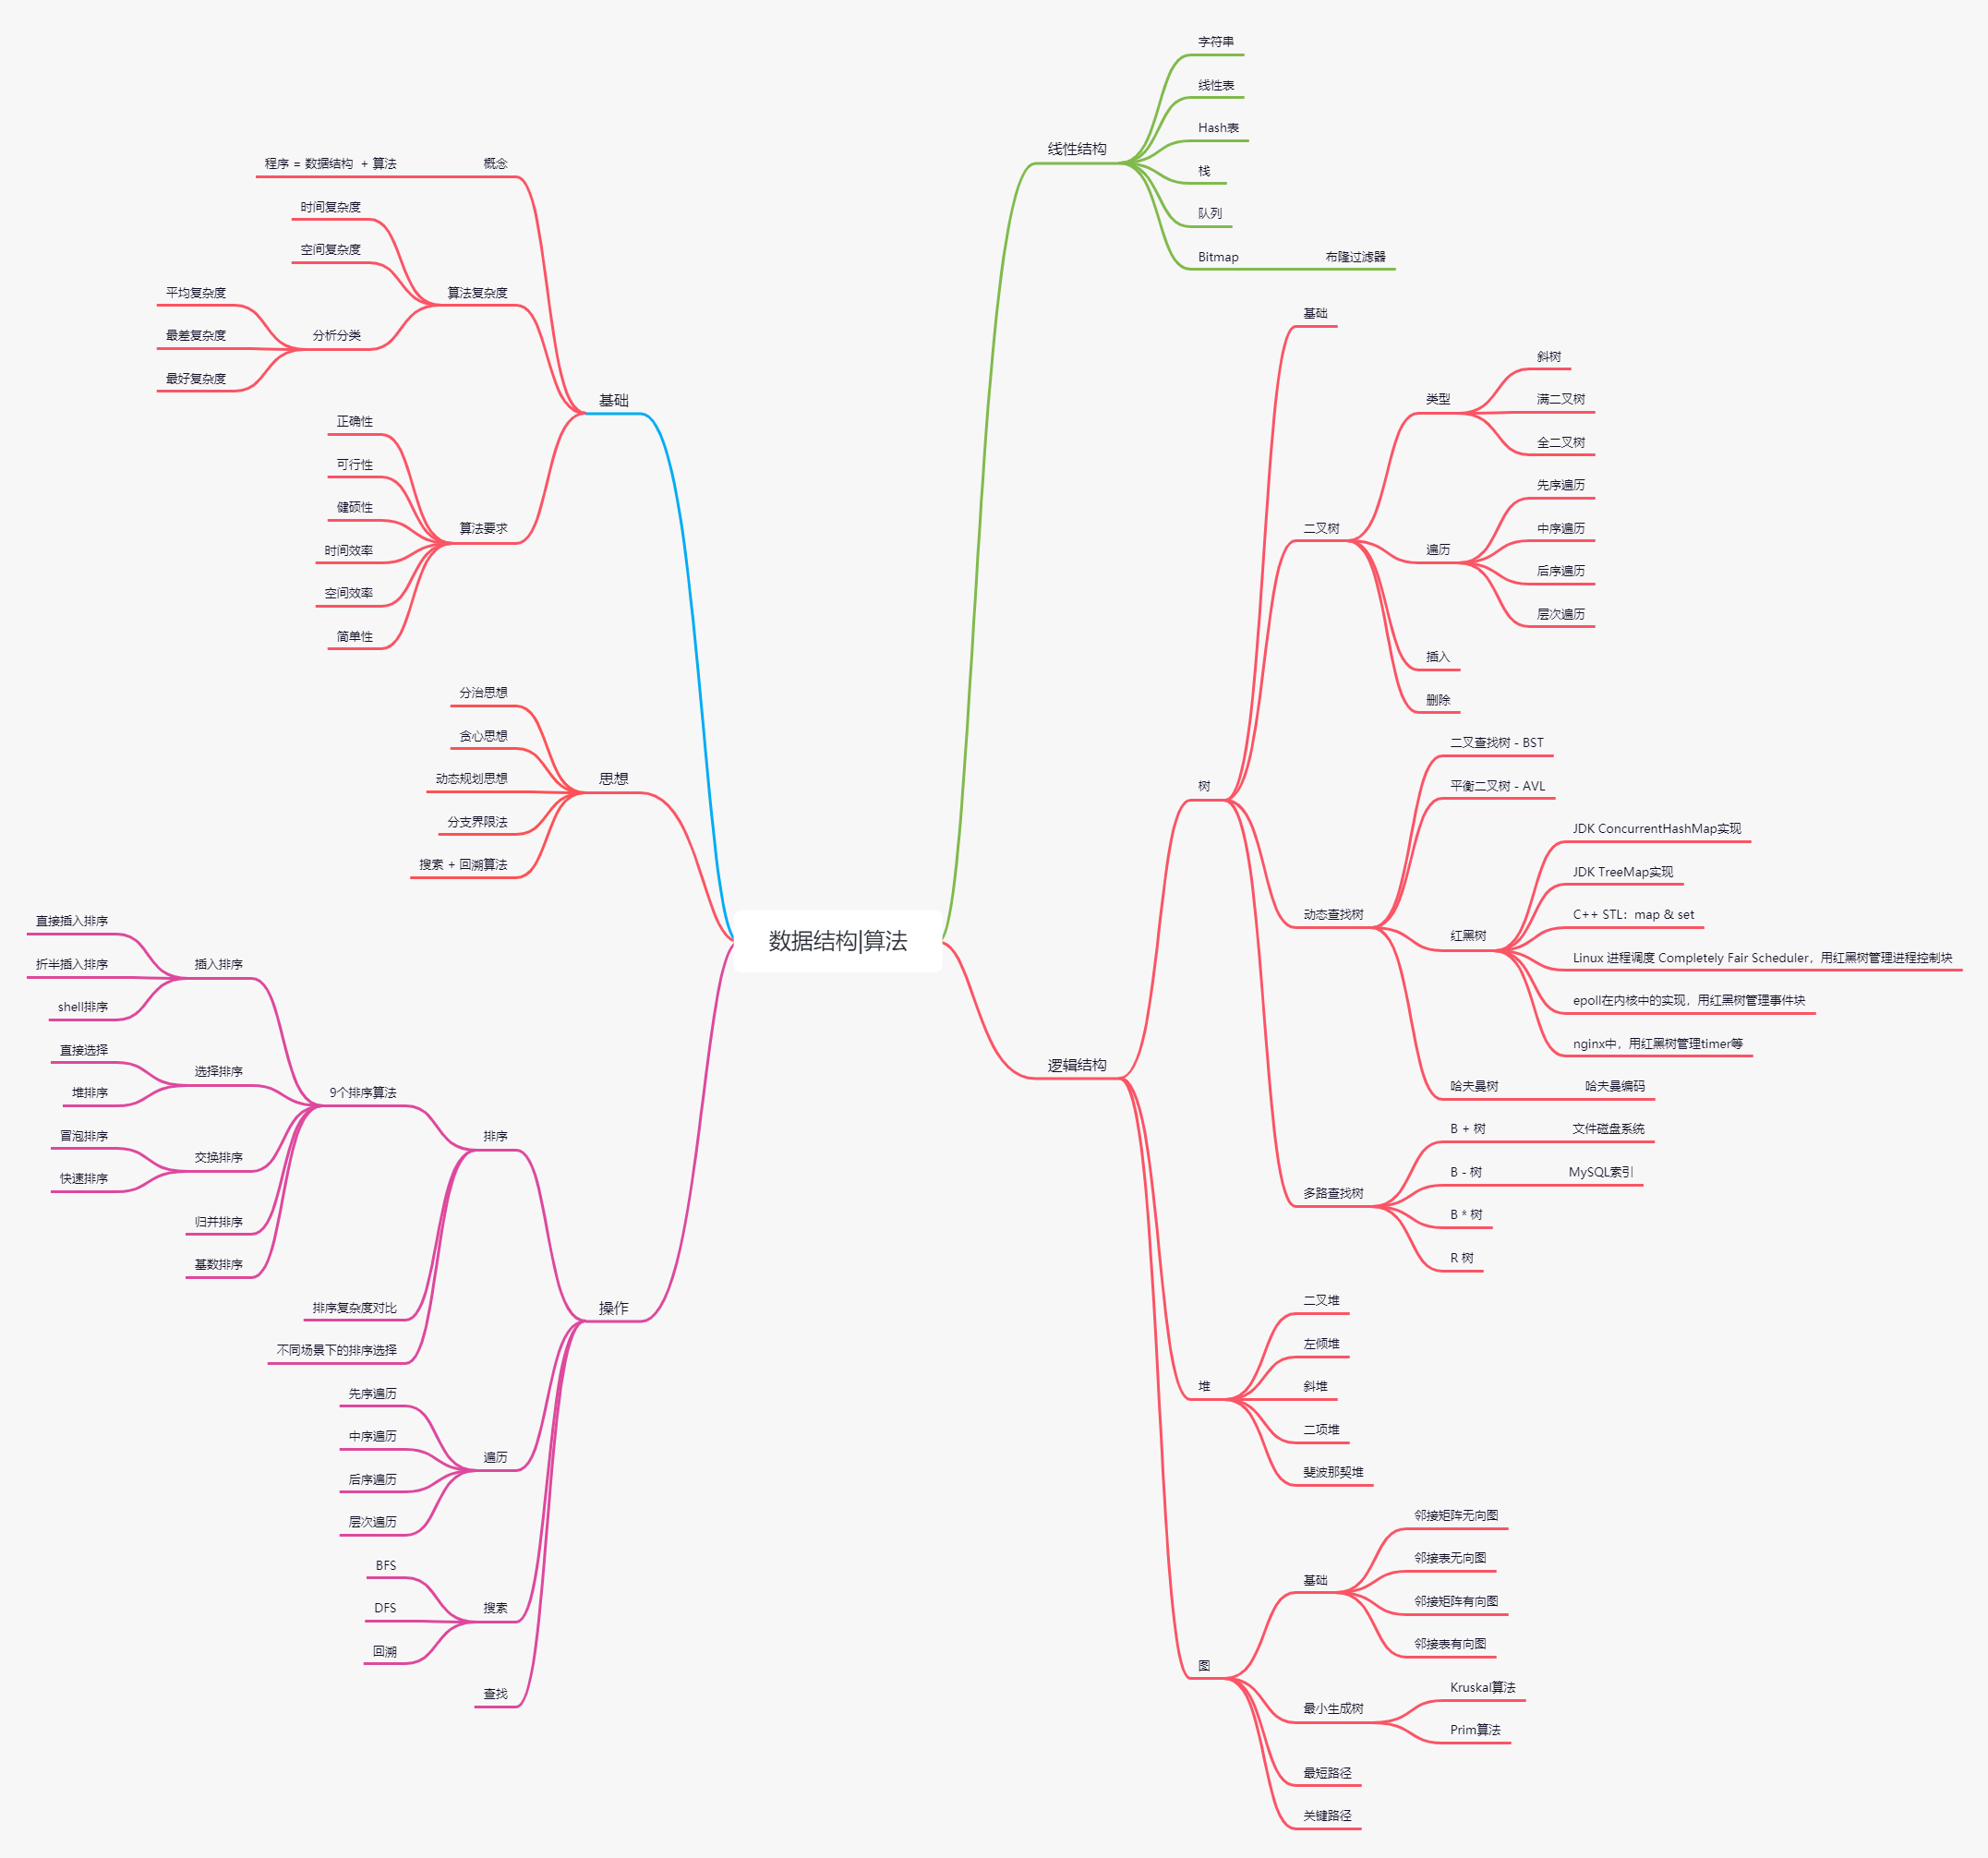 数据结构|算法
基础
概念
程序 = 数据结构 + 算法
算法复杂度
时间复杂度
空间复杂度
分析分类
平均复杂度
最差复杂度
最好复杂度
算法要求
正确性
可行性
健硕性
时间效率
空间效率
简单性
思想
分治思想
贪心思想
动态规划思想
分支界限法
搜索 + 回溯算法
操作
排序
9个排序算法
插入排序
直接插入排序
折半插入排序
shell排序
选择排序
直接选择
堆排序
交换排序
冒泡排序
快速排序
归并排序
基数排序
排序复杂度对比
不同场景下的排序选择
遍历
先序遍历
中序遍历
后序遍历
层次遍历
搜索
BFS
DFS
回溯
查找
线性结构
字符串
线性表
Hash表
栈
队列
Bitmap
布隆过滤器
逻辑结构
树
基础
二叉树
类型
斜树
满二叉树
全二叉树
遍历
先序遍历
中序遍历
后序遍历
层次遍历
插入
删除
动态查找树
二叉查找树 - BST
平衡二叉树 - AVL
红黑树
JDK ConcurrentHashMap实现
JDK TreeMap实现
C++ STL：map & set
Linux 进程调度 Completely Fair Scheduler，用红黑树管理进程控制块
epoll在内核中的实现，用红黑树管理事件块
nginx中，用红黑树管理timer等
哈夫曼树
哈夫曼编码
多路查找树
B + 树
文件磁盘系统
B - 树
MySQL索引
B * 树
R 树
堆
二叉堆
左倾堆
斜堆
二项堆
斐波那契堆
图
基础
邻接矩阵无向图
邻接表无向图
邻接矩阵有向图
邻接表有向图
最小生成树
Kruskal算法
Prim算法
最短路径
关键路径